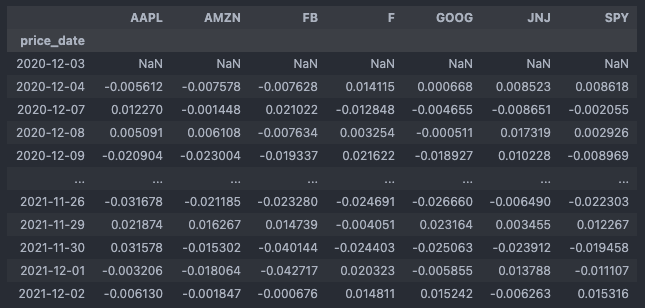 AAPL AMZN FB F GOOG JNJ SPY
price_date
2020-12-03 NaN NaN NaN NaN NaN NaN NaN
2020-12-04 -0.005612 -0.007578 -0.007628 0.014115 0.000668 0.008523 0.008618
2020-12-07 0.012270 -0.001448 0.021022 -0.012848 -0.004655 -0.008651 -0.002055
2020-12-08 0.005091 0.006108 -0.007634 0.003254 -0.000511 0.017319 0.002926
2020-12-09 -0.020904 -0.023004 -0.019337 0.021622 -0.018927 0.010228 -0.008969
... ... ... ... ... ... ... ...
2021-11-26 -0.031678 -0.021185 -0.023280 -0.024691 -0.026660 -0.006490 -0.022303
2021-11-29 0.021874 0.016267 0.014739 -0.004051 0.023164 0.003455 0.012267
2021-11-30 0.031578 -0.015302 -0.040144 -0.024403 -0.025063 -0.023912 -0.019458
2021-12-01 -0.003206 -0.018064 -0.042717 0.020323 -0.005855 0.013788 -0.011107
2021-12-02 -0.006130 -0.001847 -0.000676 0.014811 0.015242 -0.006263 0.015316